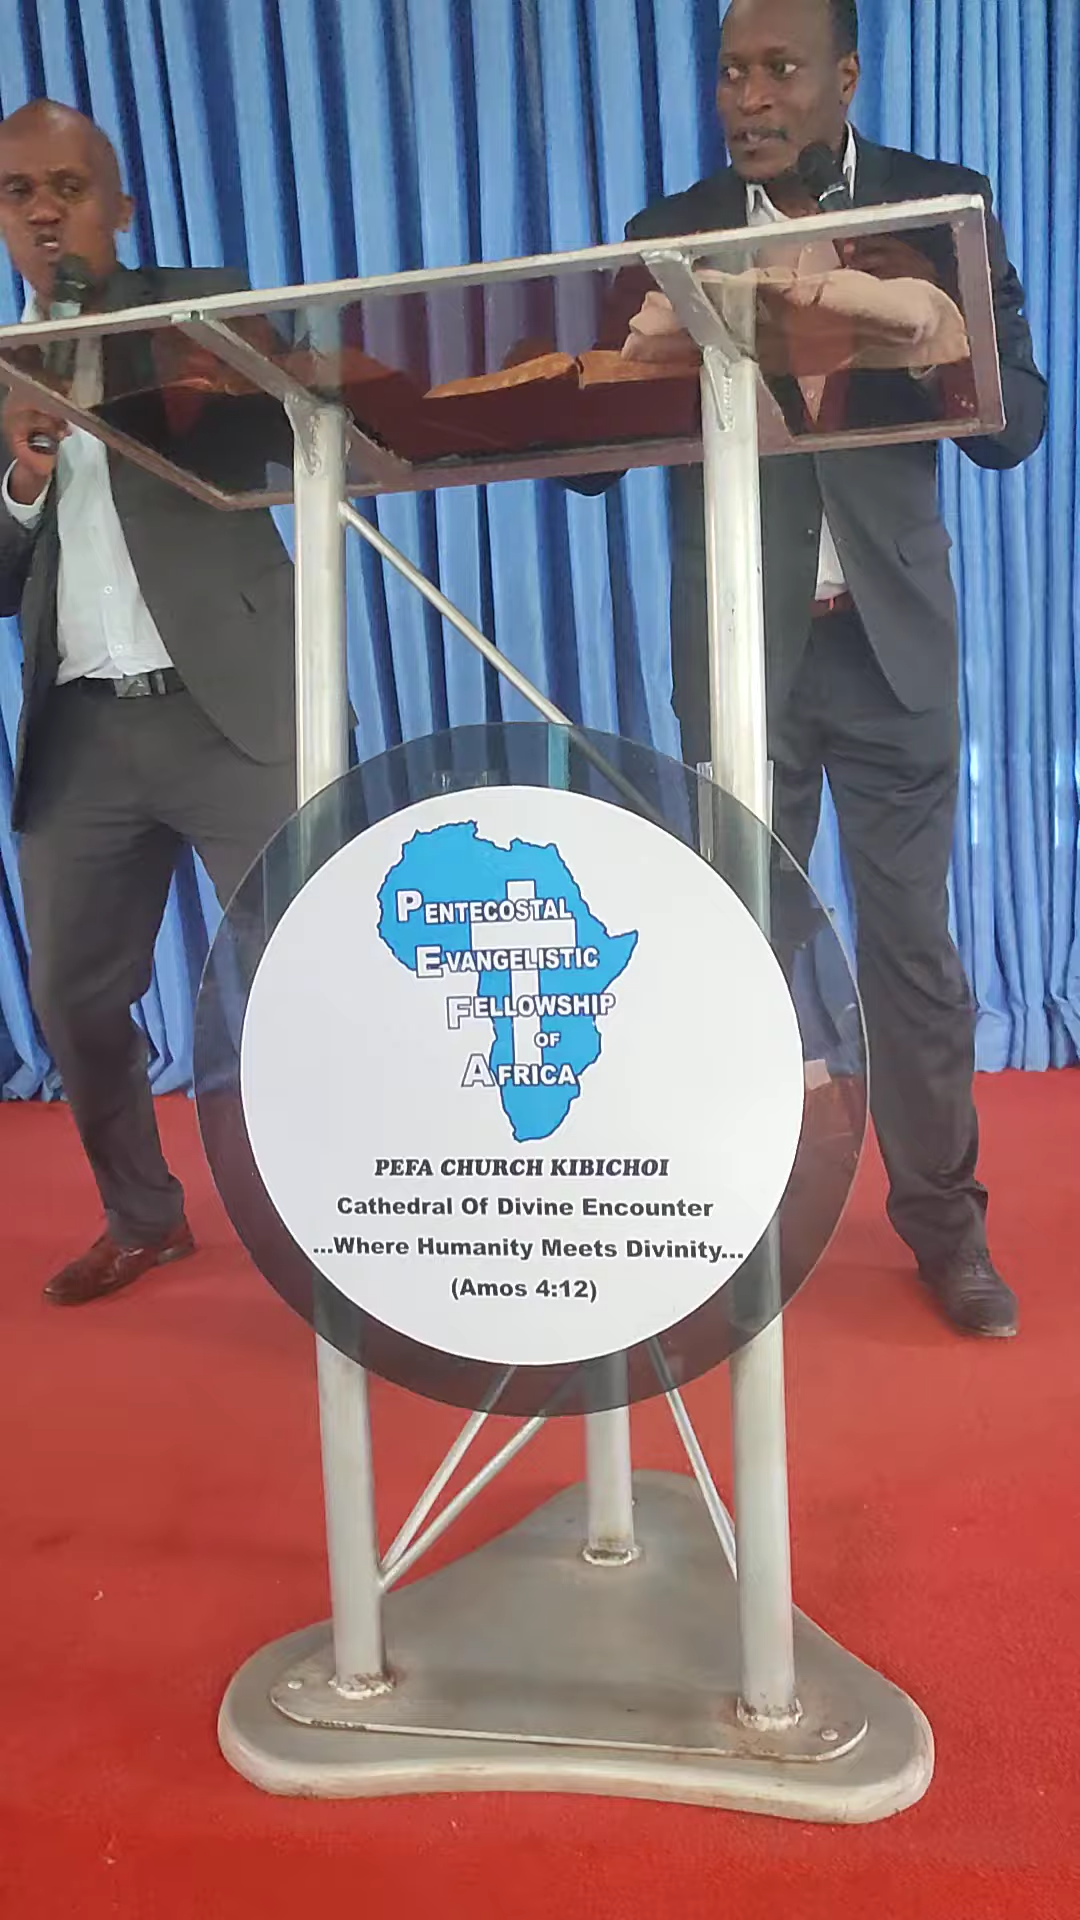 PENTECOSTAL
EVANGELISTIC
FELLOWSHIP
OF
AFRICA
PEFA CHURCH KIBICHOI
Cathedral Of Divine Encounter
...Where Humanity Meets Divinity...
(Amos 4:12)